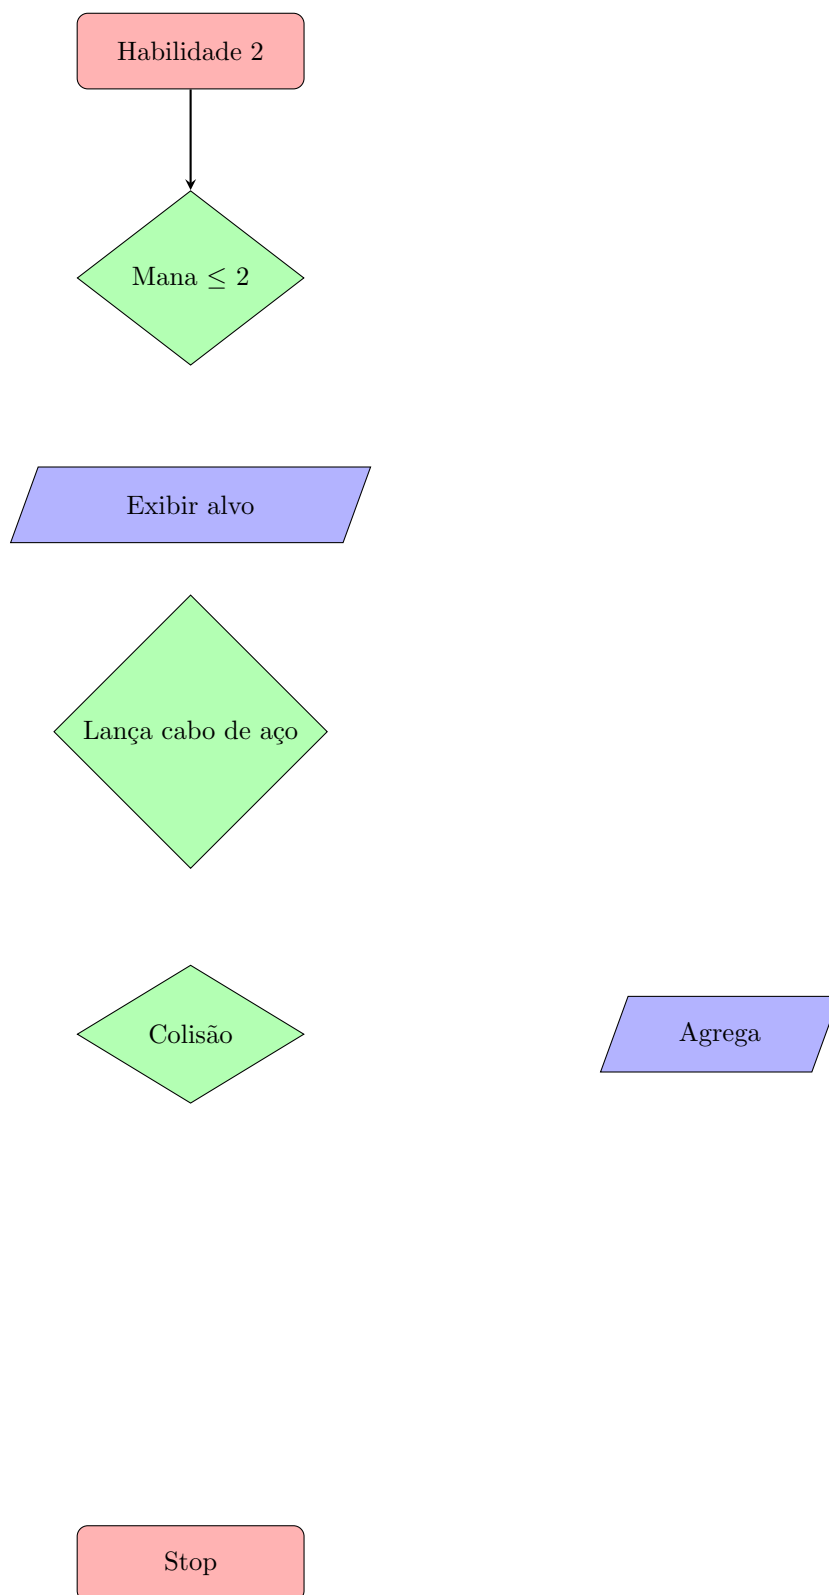 Habilidade 2
Mana ≤ 2
Exibir alvo
Lança cabo de aço
Colisão
Agrega
Stop